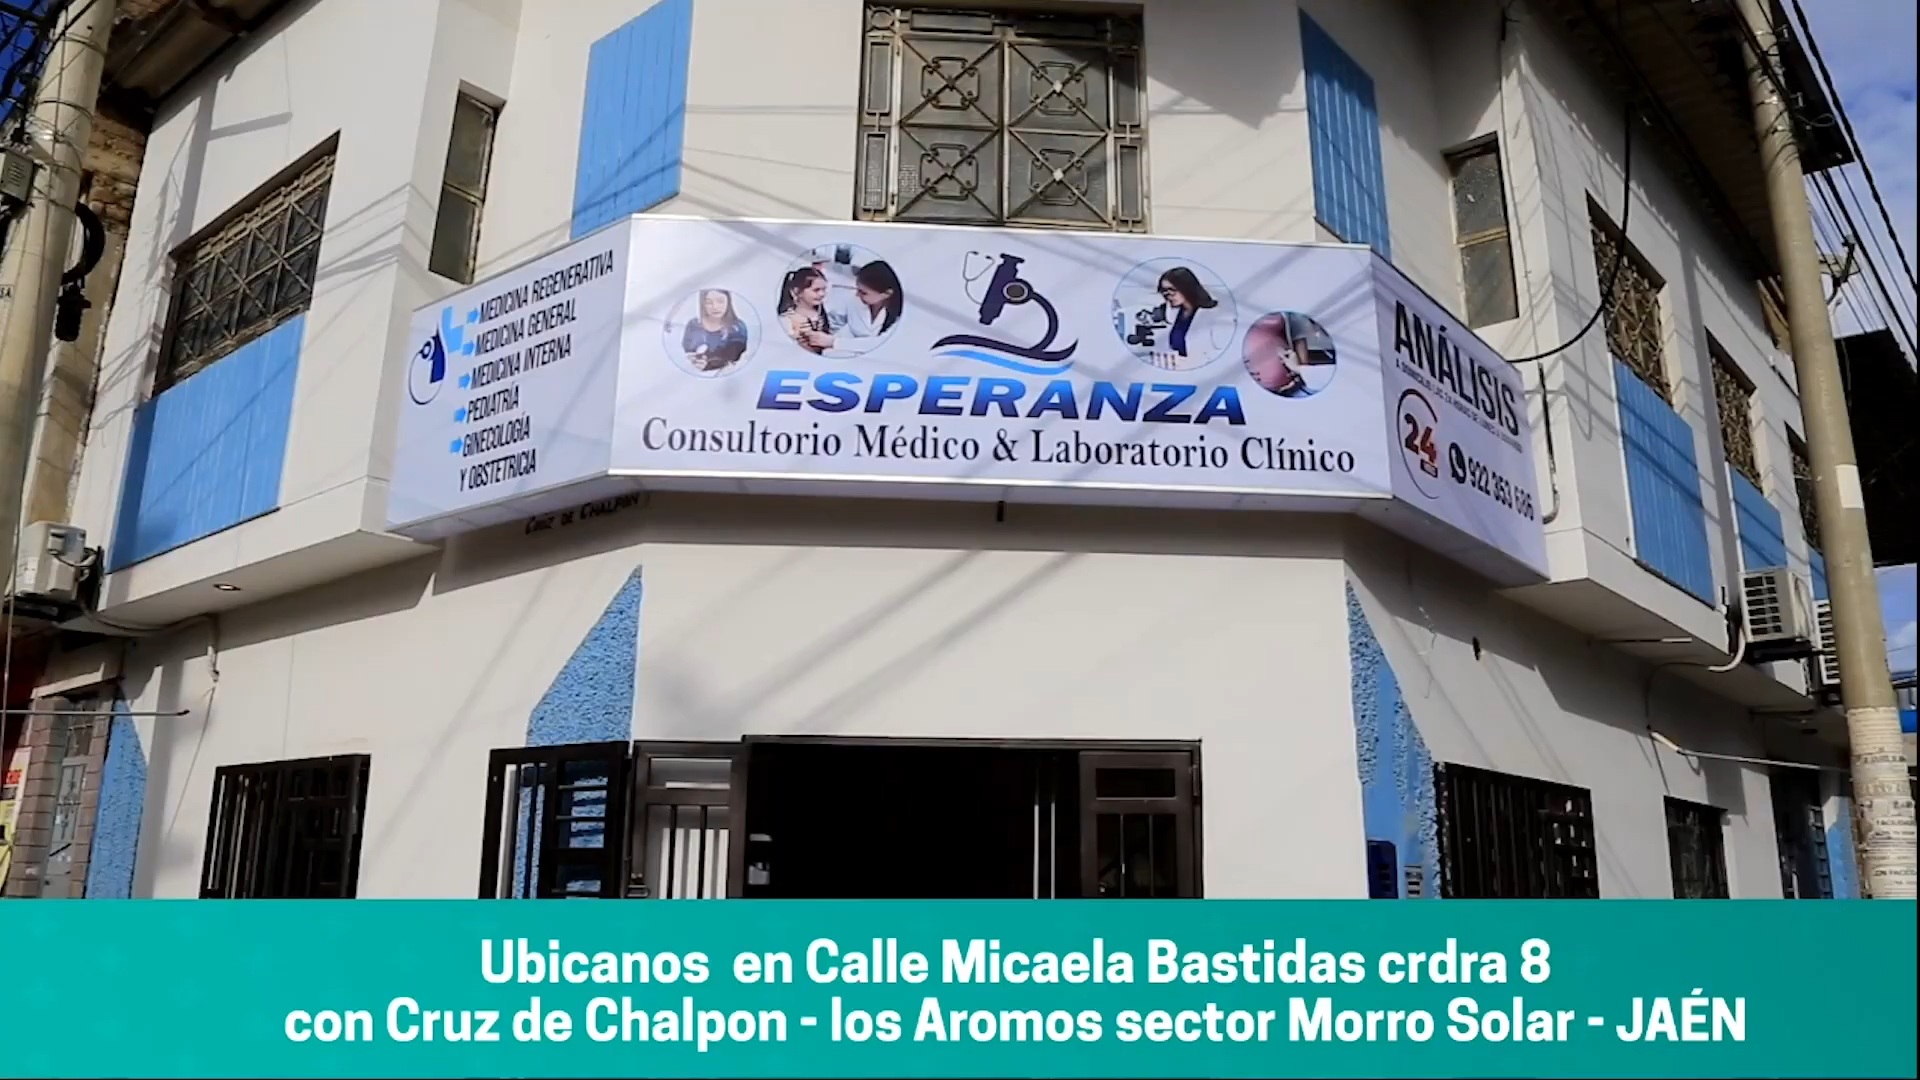 MEDICINA REGENERATIVA
MEDICINA GENERAL
MEDICINA INTERNA
PEDIATRÍA
GINECOLOGÍA
Y OBSTETRICIA
ESPERANZA
Consultorio Médico & Laboratorio Clínico
ANÁLISIS
24
922 353 686
CRUZ DE CHALPON
Ubicanos en Calle Micaela Bastidas crdra 8
con Cruz de Chalpon - los Aromos sector Morro Solar - JAÉN